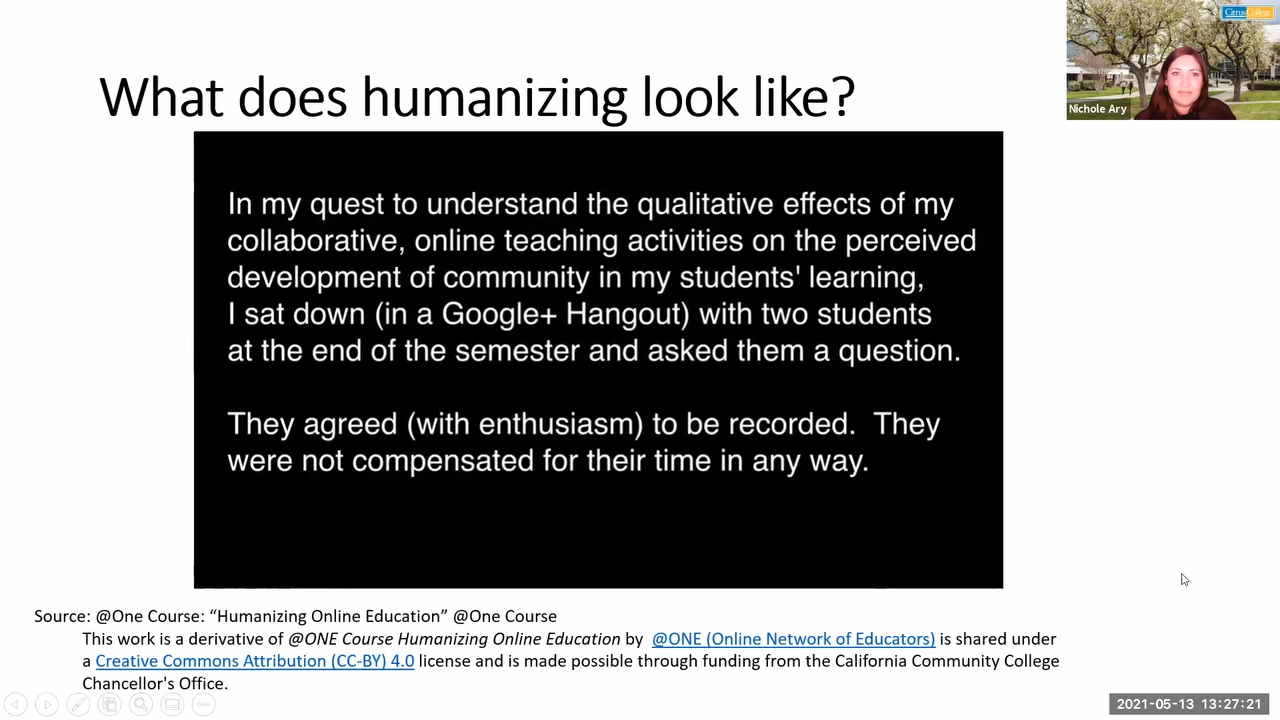 CitrusCollege
Nichole Ary
What does humanizing look like?
In my quest to understand the qualitative effects of my
collaborative, online teaching activities on the perceived
development of community in my students' learning,
I sat down (in a Google+ Hangout) with two students
at the end of the semester and asked them a question.
They agreed (with enthusiasm) to be recorded.  They
were not compensated for their time in any way.
Source: @One Course: “Humanizing Online Education” @One Course
This work is a derivative of @ONE Course Humanizing Online Education by @ONE (Online Network of Educators) is shared under
a Creative Commons Attribution (CC-BY) 4.0 license and is made possible through funding from the California Community College
Chancellor's Office.
2021-05-13 13:27:21